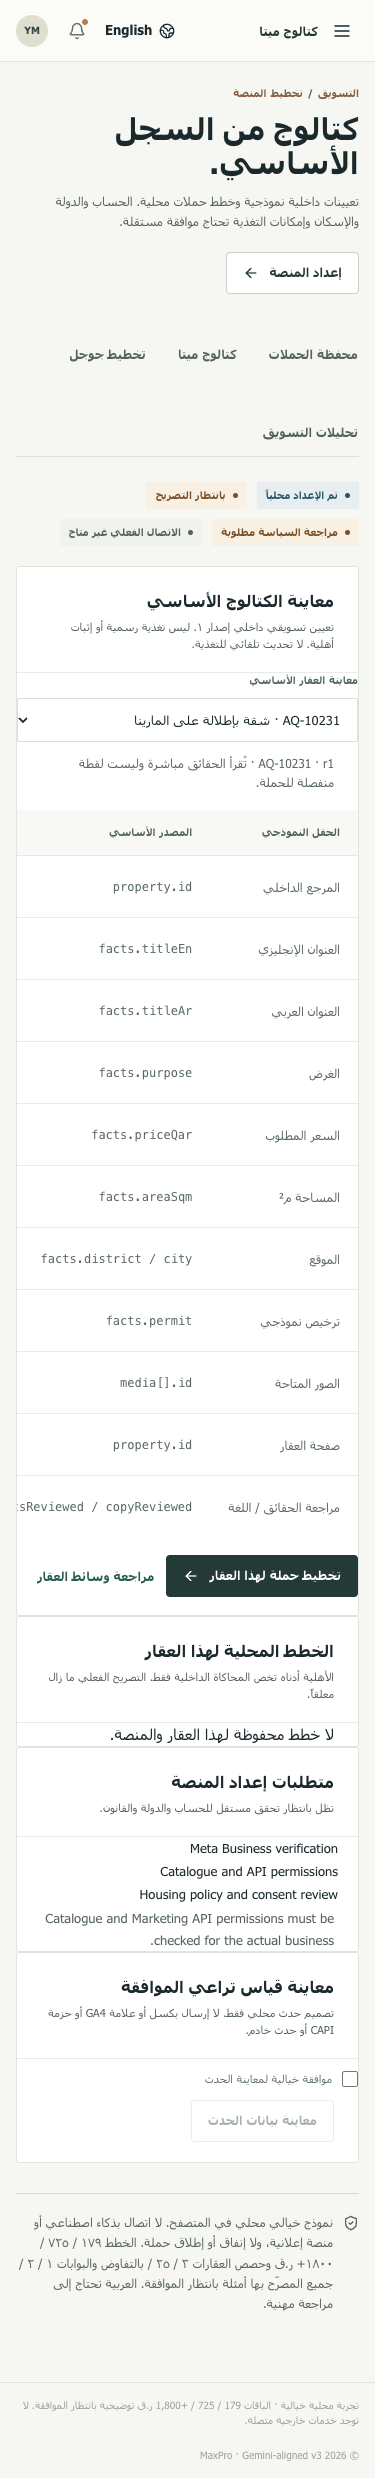 كتالوج ميتا
English
YM
التسويق / تخطيط المنصة
كتالوج من السجل
الأساسي.
تعيينات داخلية نموذجية وخطط حملات محلية. الحساب والدولة
والإسكان وإمكانات التغذية تحتاج موافقة مستقلة.
إعداد المنصة
محفظة الحملات
كتالوج ميتا
تخطيط جوجل
تحليلات التسويق
تم الإعداد محلياً
بانتظار التصريح
مراجعة السياسة مطلوبة
الاتصال الفعلي غير متاح
معاينة الكتالوج الأساسي
تعيين تسويقي داخلي إصدار ١. ليس تغذية رسمية أو إثبات
أهلية. لا تحديث تلقائي للتغذية.
معاينة العقار الأساسي
AQ-10231 · شقة بإطلالة على المارينا
AQ-10231 · r1 · تُقرأ الحقائق مباشرة وليست لقطة
منفصلة للحملة.
الحقل النموذجي
المصدر الأساسي
المرجع الداخلي
property.id
العنوان الإنجليزي
facts.titleEn
العنوان العربي
facts.titleAr
الغرض
facts.purpose
السعر المطلوب
facts.priceQar
المساحة م²
facts.areaSqm
الموقع
facts.district / city
ترخيص نموذجي
facts.permit
الصور المتاحة
media[].id
صفحة العقار
property.id
مراجعة الحقائق / اللغة
sReviewed / copyReviewed
تخطيط حملة لهذا العقار
مراجعة وسائط العقار
الخطط المحلية لهذا العقار
الأهلية أدناه تخص المحاكاة الداخلية فقط. التصريح الفعلي ما زال
معلقاً.
لا خطط محفوظة لهذا العقار والمنصة.
متطلبات إعداد المنصة
تظل بانتظار تحقق مستقل للحساب والدولة والقانون.
Meta Business verification
Catalogue and API permissions
Housing policy and consent review
Catalogue and Marketing API permissions must be
checked for the actual business.
معاينة قياس تراعي الموافقة
تصميم حدث محلي فقط. لا إرسال بكسل أو علامة GA4 أو حزمة
CAPI أو حدث خادم.
موافقة خيالية لمعاينة الحدث
معاينة بيانات الحدث
نموذج خيالي محلي في المتصفح. لا اتصال بذكاء اصطناعي أو
منصة إعلانية، ولا إنفاق أو إطلاق حملة. الخطط ١٧٩ / ٧٢٥ /
١٨٠٠+ ر.ق وحصص العقارات ٣ / ٢٥ / بالتفاوض والبوابات ١ / ٢ /
جميع المصرّح بها أمثلة بانتظار الموافقة. العربية تحتاج إلى
مراجعة مهنية.
تجربة محلية خيالية · الباقات 179 / 725 / +1,800 ر.ق توضيحية بانتظار الموافقة. لا
توجد خدمات خارجية متصلة.
© 2026 MaxPro · Gemini-aligned v3